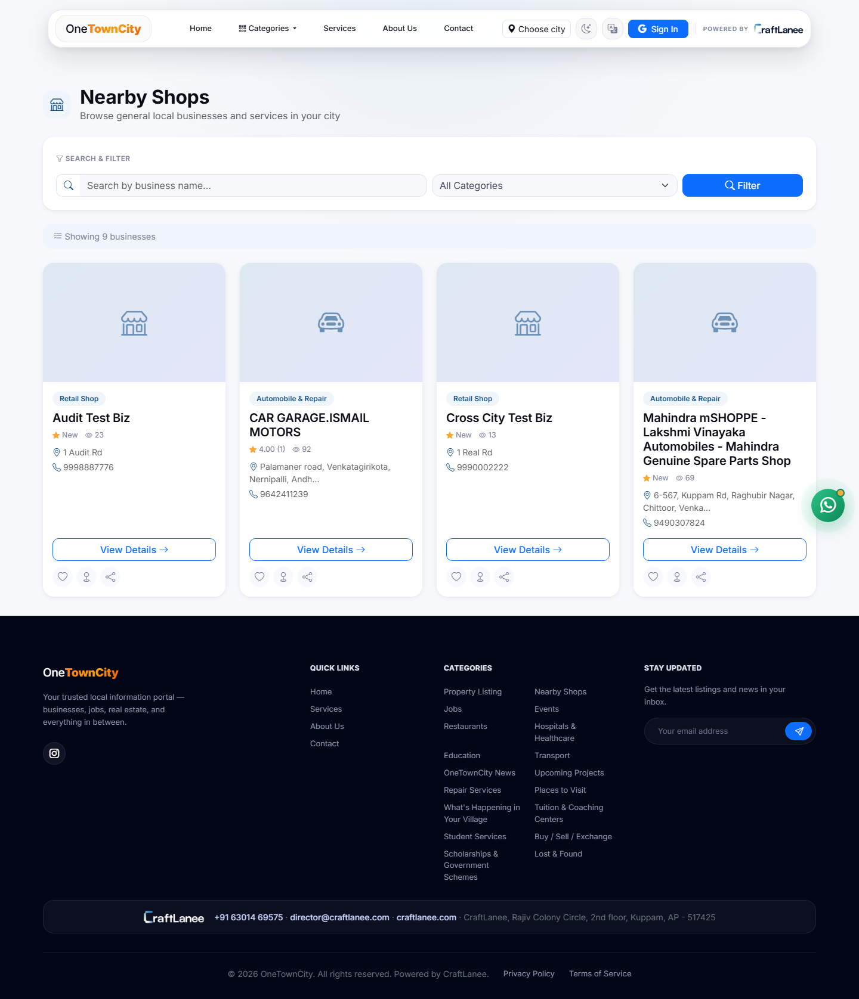 OneTownCity
Home
Categories
Services
About Us
Contact
Choose city
Sign In
POWERED BY
CraftLanee
Nearby Shops
Browse general local businesses and services in your city
SEARCH & FILTER
Search by business name...
All Categories
Filter
Showing 9 businesses
Retail Shop
Audit Test Biz
New 23
1 Audit Rd
9998887776
View Details
Automobile & Repair
CAR GARAGE.ISMAIL
MOTORS
4.00 (1) 92
Palamaner road, Venkatagirikota,
Nernipalli, Andh...
9642411239
View Details
Retail Shop
Cross City Test Biz
New 13
1 Real Rd
9990002222
View Details
Automobile & Repair
Mahindra mSHOPPE -
Lakshmi Vinayaka
Automobiles - Mahindra
Genuine Spare Parts Shop
New 69
6-567, Kuppam Rd, Raghubir Nagar,
Chittoor, Venka...
9490307824
View Details
OneTownCity
Your trusted local information portal —
businesses, jobs, real estate, and
everything in between.
QUICK LINKS
Home
Services
About Us
Contact
CATEGORIES
Property Listing
Nearby Shops
Jobs
Events
Restaurants
Hospitals &
Healthcare
Education
Transport
OneTownCity News
Upcoming Projects
Repair Services
Places to Visit
What's Happening in
Your Village
Tuition & Coaching
Centers
Student Services
Buy / Sell / Exchange
Scholarships &
Government
Schemes
Lost & Found
STAY UPDATED
Get the latest listings and news in your
inbox.
Your email address
CraftLanee +91 63014 69575 · director@craftlanee.com · craftlanee.com · CraftLanee, Rajiv Colony Circle, 2nd floor, Kuppam, AP - 517425
© 2026 OneTownCity. All rights reserved. Powered by CraftLanee. Privacy Policy Terms of Service